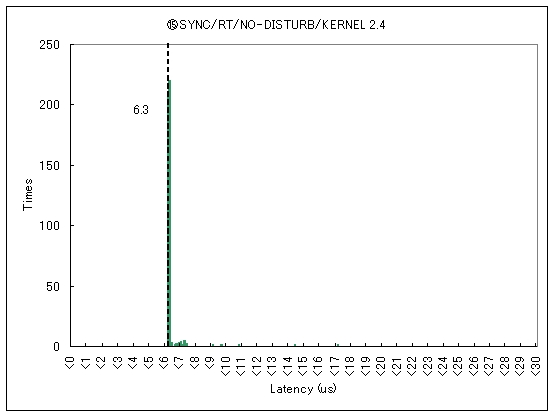 ⑮SYNC/RT/NO-DISTURB/KERNEL 2.4
250
200
150
100
50
0
6.3
Times
<0 <1 <2 <3 <4 <5 <6 <7 <8 <9 <10 <11 <12 <13 <14 <15 <16 <17 <18 <19 <20 <21 <22 <23 <24 <25 <26 <27 <28 <29 <30
Latency (us)